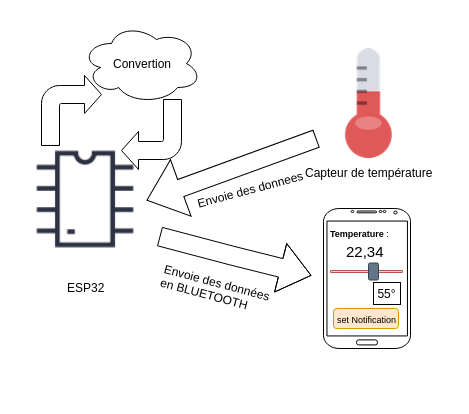 Convertion
Capteur de température
Envoie des donnees
Temperature :
22,34
55°
set Notification
Envoie des données
en BLUETOOTH
ESP32